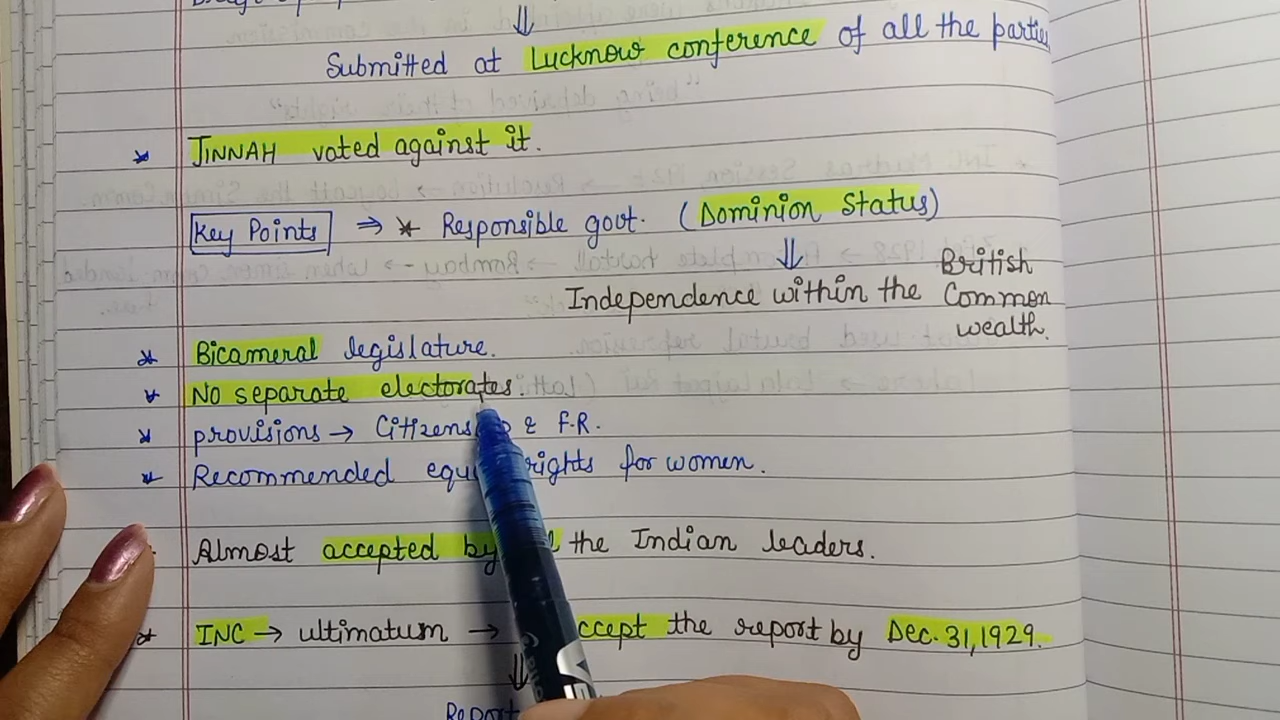 Submitted at Lucknow conference of all the parties
JINNAH voted against it.
Key Points ⇒ * Responsible govt. (Dominion Status)
Independence within the British Common wealth.
* Bicameral legislature.
* No separate electorates.
* provisions → Citizens & F.R.
* Recommended rights for women.
Almost accepted by the Indian leaders.
* INC → ultimatum → the report by Dec. 31, 1929.
Report